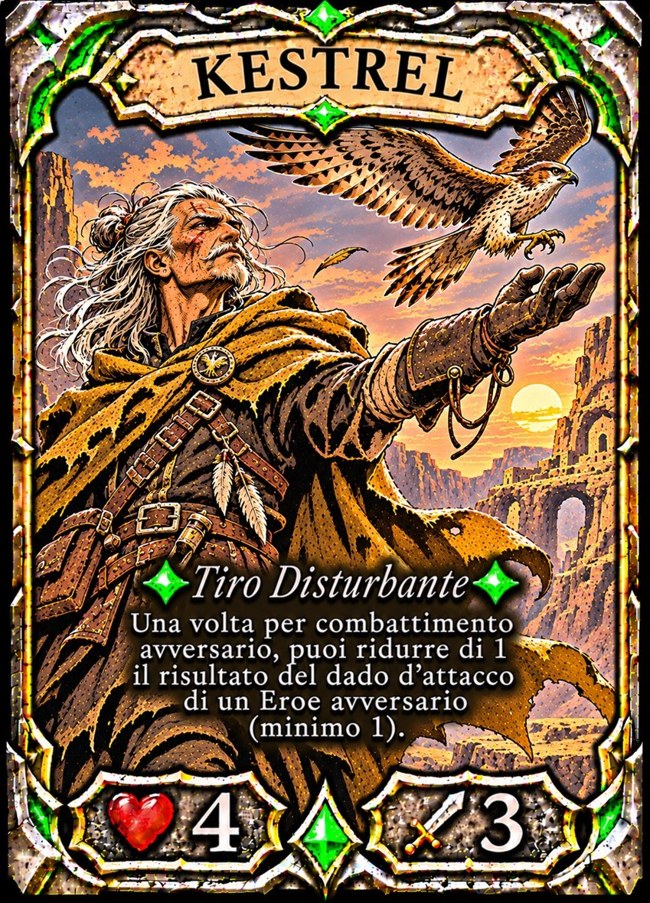 KESTREL
Tiro Disturbante
Una volta per combattimento
avversario, puoi ridurre di 1
il risultato del dado d'attacco
di un Eroe avversario
(minimo 1).
4
3